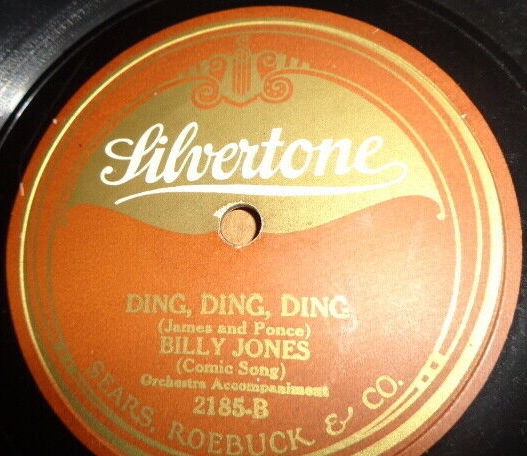 Silvertone
DING, DING, DING
(James and Ponce)
BILLY JONES
(Comic Song)
Orchestra Accompaniment
2185-B
SEARS, ROEBUCK & CO.